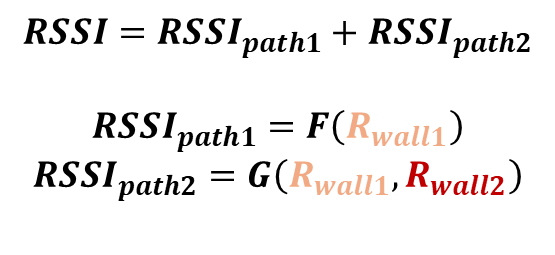 RSSI = RSSI_path1 + RSSI_path2
RSSI_path1 = F(R_wall1)
RSSI_path2 = G(R_wall1, R_wall2)